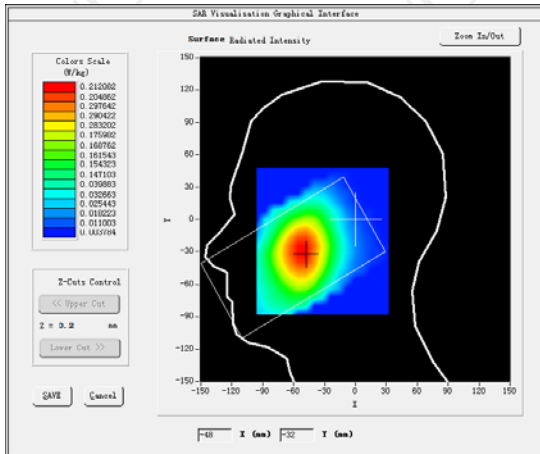 SAR Visualisation Graphical Interface
Surface Radiated Intensity
Zoom In/Out
Colors Scale
(W/kg)
0.212082
0.204862
0.297642
0.290422
0.283202
0.175982
0.168762
0.161543
0.154323
0.147103
0.039883
0.032663
0.025443
0.018223
0.011003
0.003784
Z-Cuts Control
<< Upper Cut
Z = 3.2 mm
Lower Cut >>
SAVE Cancel
150
120
90
60
30
0
-30
-60
-90
-120
-150
Y
-150 -120 -90 -60 -30 0 30 60 90 120 150
X
-48 X (mm) -32 Y (mm)